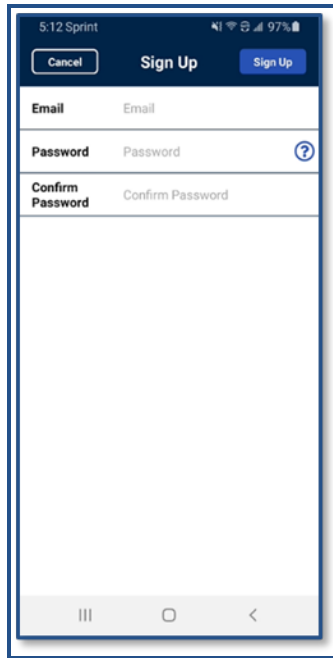 5:12 Sprint 97%
Cancel Sign Up Sign Up
Email Email
Password Password ?
Confirm
Password Confirm Password